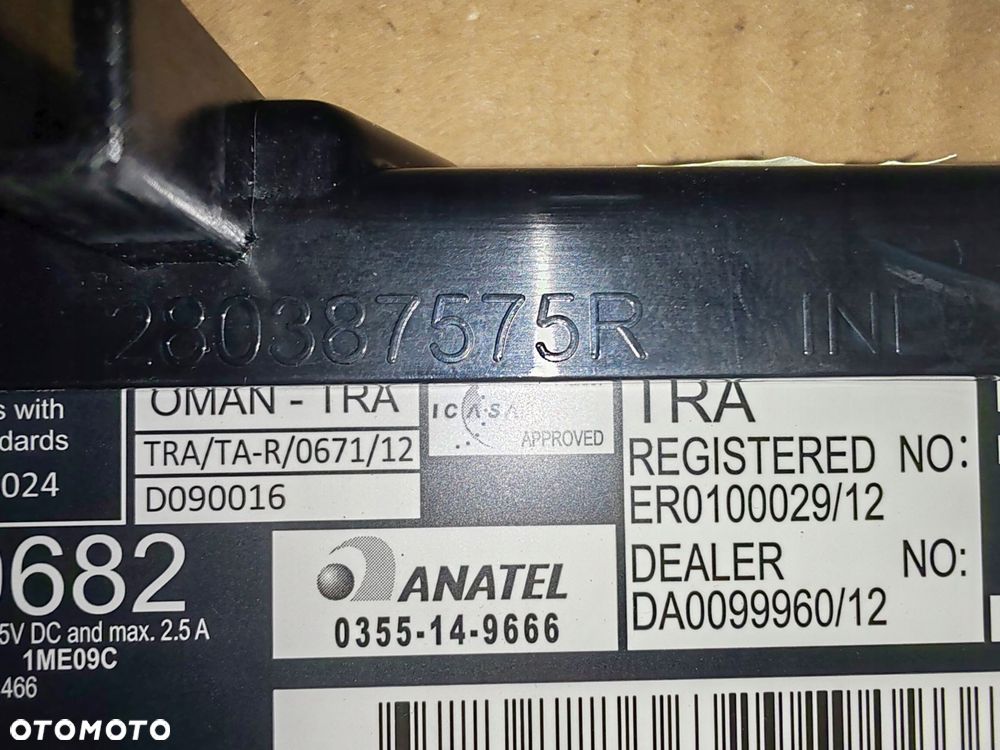 280387575R
INI
s with
dards
024
OMAN - TRA
TRA/TA-R/0671/12
D090016
ICASA
APPROVED
TRA
REGISTERED NO:
ER0100029/12
DEALER NO:
DA0099960/12
682
5V DC and max. 2.5 A
1ME09C
466
ANATEL
0355-14-9666
OTOMOTO